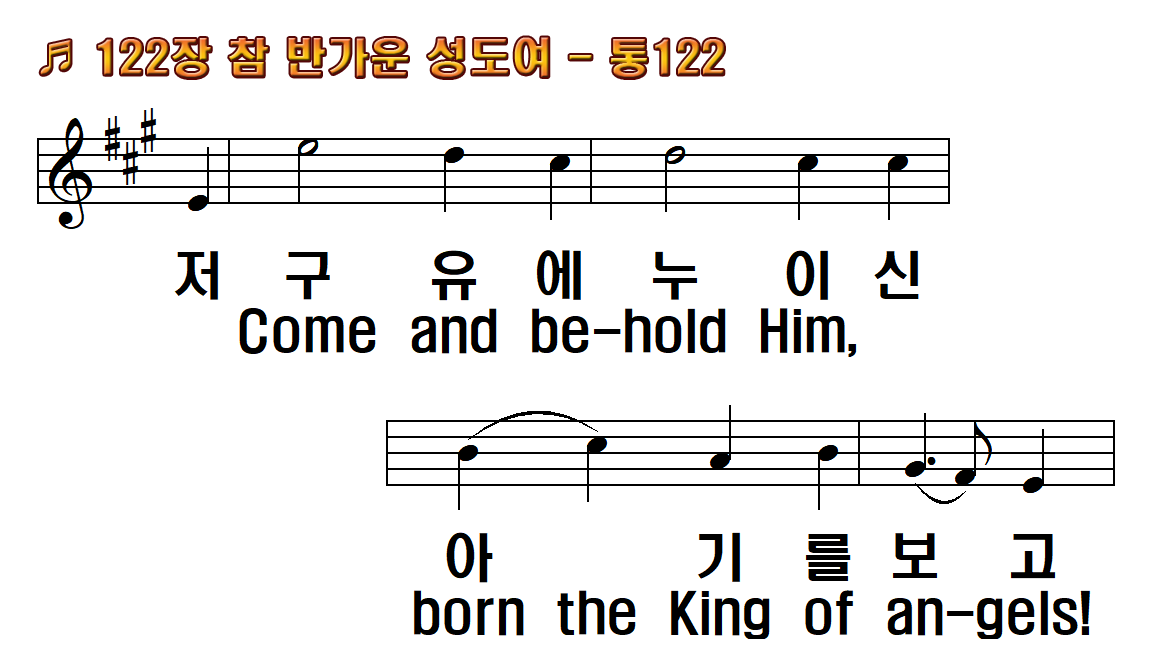 ♬ 122장 참 반가운 성도여 - 통122
저 구 유 에 누 이 신
Come and be-hold Him,
아 기 를 보 고
born the King of an-gels!